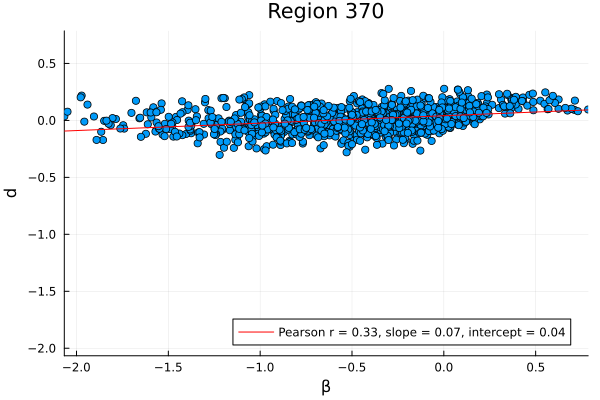 Region 370
0.5
0.0
−0.5
−1.0
−1.5
−2.0
d
Pearson r = 0.33, slope = 0.07, intercept = 0.04
−2.0 −1.5 −1.0 −0.5 0.0 0.5
β